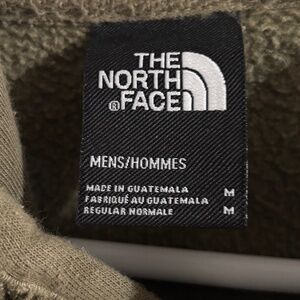 THE
NORTH
® FACE
MENS/HOMMES
MADE IN GUATEMALA M
FABRIQUÉ AU GUATEMALA
REGULAR NORMALE M